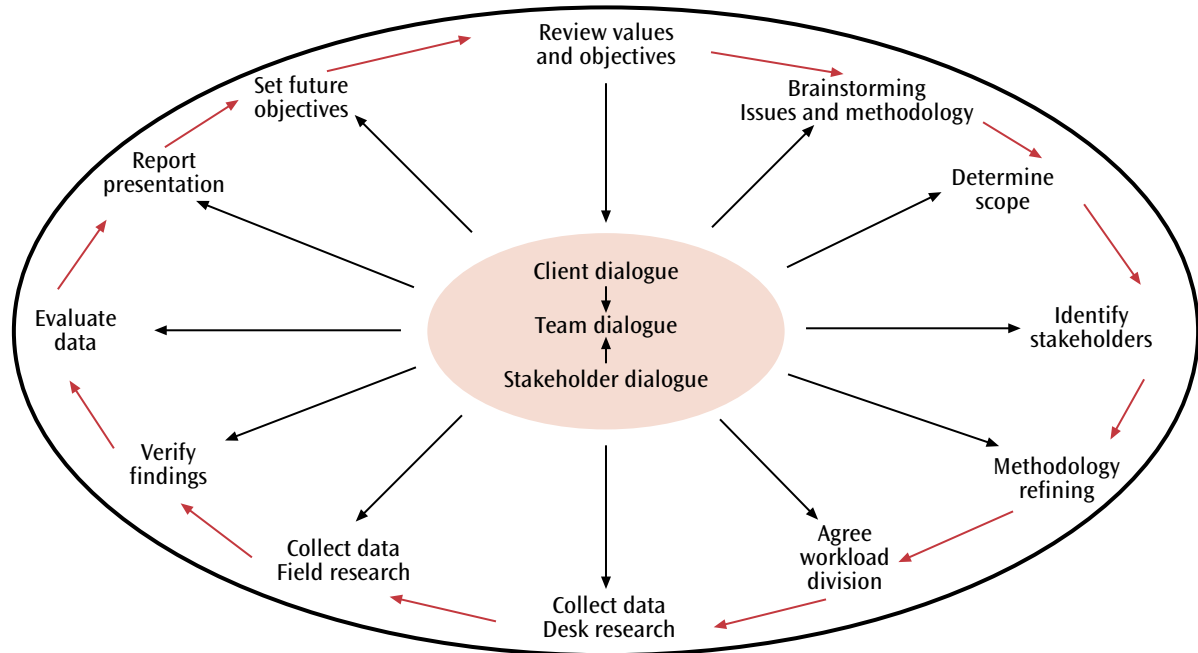 Review values
and objectives
Brainstorming
Issues and methodology
Determine
scope
Identify
stakeholders
Methodology
refining
Agree
workload
division
Collect data
Desk research
Collect data
Field research
Verify
findings
Evaluate
data
Report
presentation
Set future
objectives
Client dialogue
Team dialogue
Stakeholder dialogue